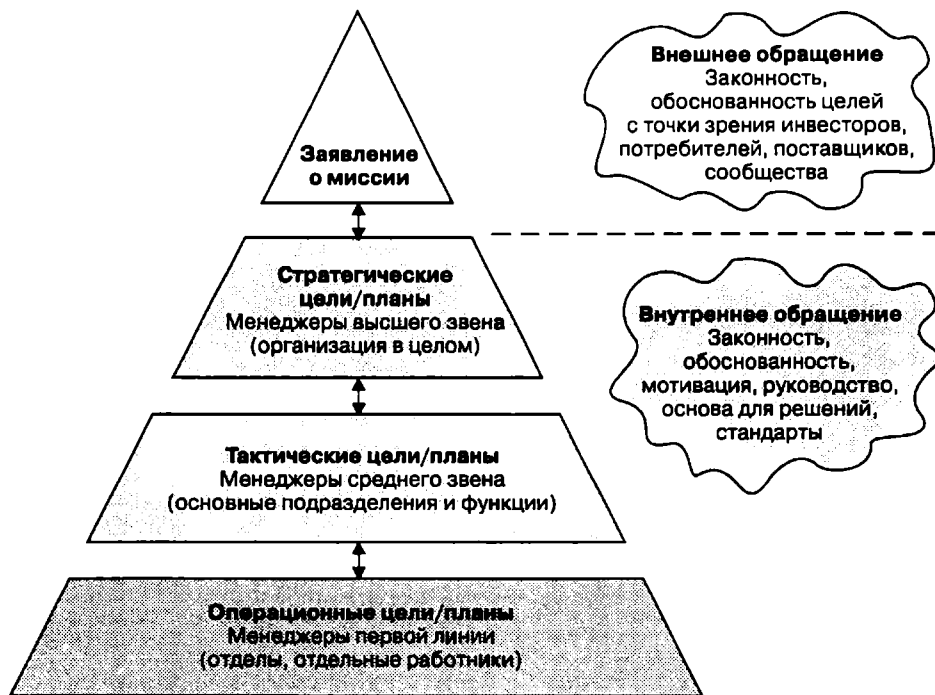 Заявление
о миссии
Внешнее обращение
Законность,
обоснованность целей
с точки зрения инвесторов,
потребителей, поставщиков,
сообщества
Стратегические
цели/планы
Менеджеры высшего звена
(организация в целом)
Внутреннее обращение
Законность,
обоснованность,
мотивация, руководство,
основа для решений,
стандарты
Тактические цели/планы
Менеджеры среднего звена
(основные подразделения и функции)
Операционные цели/планы
Менеджеры первой линии
(отделы, отдельные работники)